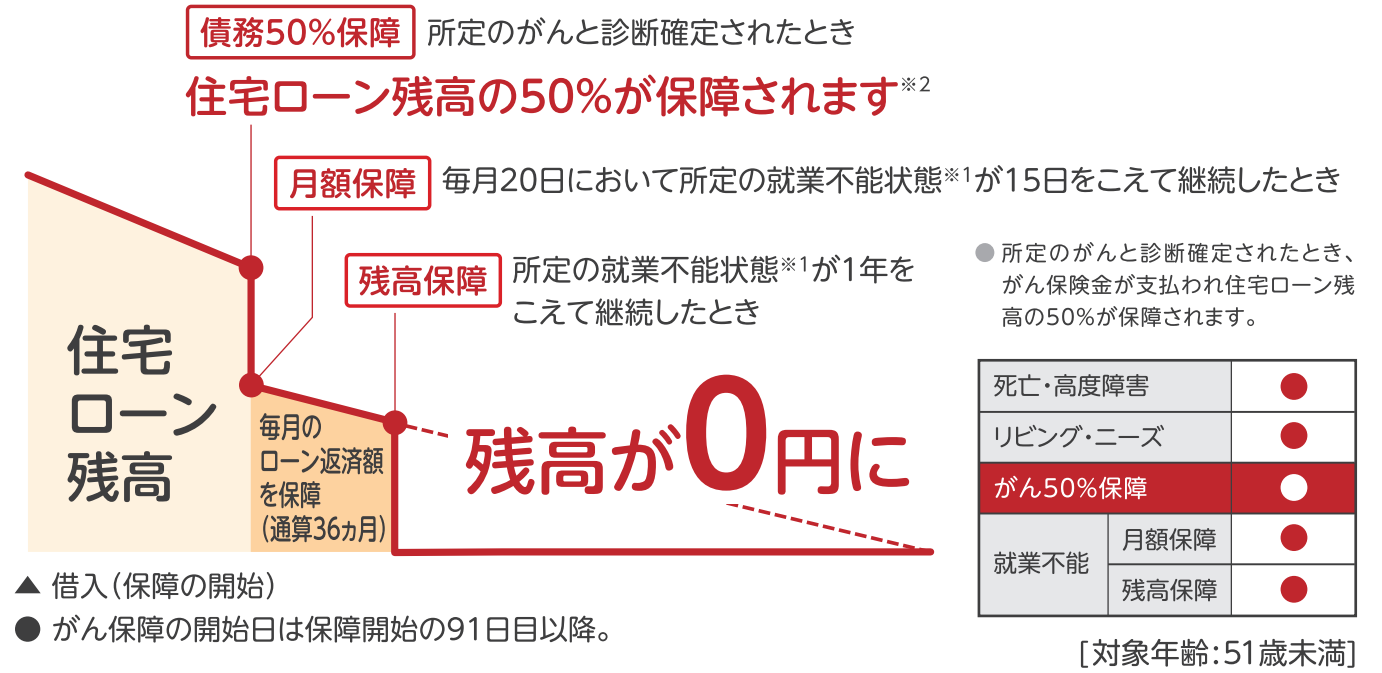 債務50%保障 所定のがんと診断確定されたとき
住宅ローン残高の50%が保障されます※2
月額保障 毎月20日において所定の就業不能状態※1が15日をこえて継続したとき
残高保障 所定の就業不能状態※1が1年を
こえて継続したとき
住宅
ローン
残高
毎月の
ローン返済額
を保障
(通算36ヵ月)
残高が0円に
▲ 借入(保障の開始)
● がん保障の開始日は保障開始の91日目以降。
● 所定のがんと診断確定されたとき、
がん保険金が支払われ住宅ローン残
高の50%が保障されます。
死亡・高度障害 ●
リビング・ニーズ ●
がん50%保障 ●
就業不能 月額保障 ●
残高保障 ●
[対象年齢:51歳未満]